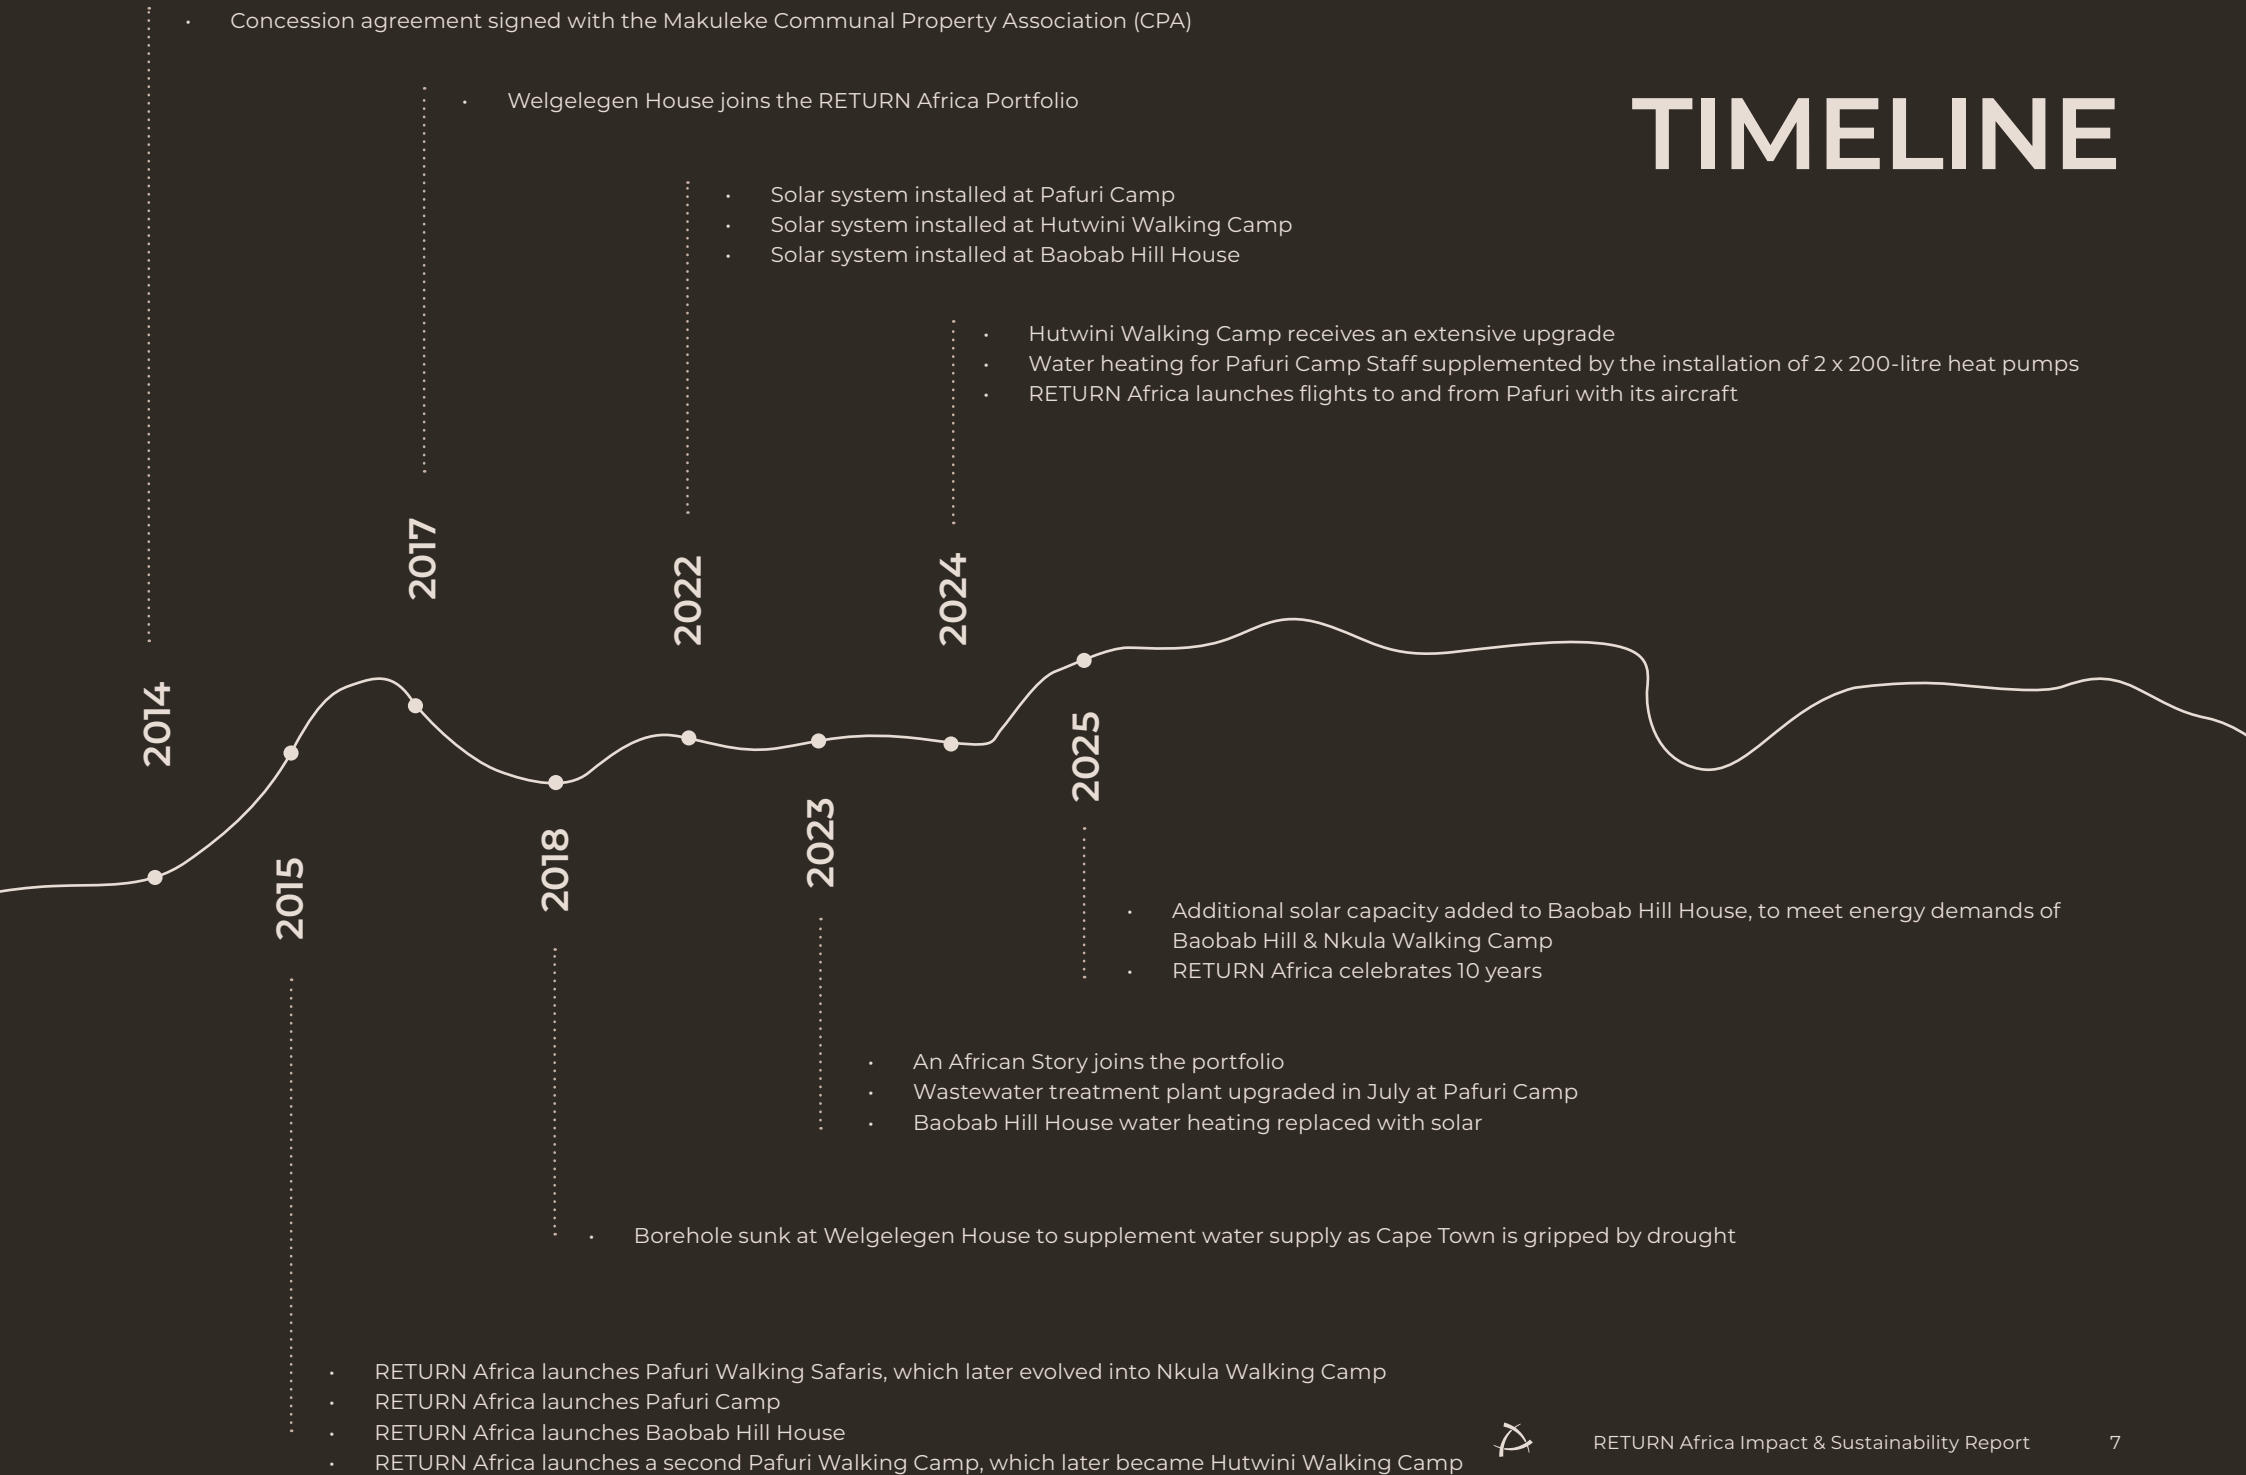 TIMELINE
2014
• Concession agreement signed with the Makuleke Communal Property Association (CPA)
2015
• RETURN Africa launches Pafuri Walking Safaris, which later evolved into Nkula Walking Camp
• RETURN Africa launches Pafuri Camp
• RETURN Africa launches Baobab Hill House
• RETURN Africa launches a second Pafuri Walking Camp, which later became Hutwini Walking Camp
2017
• Welgelegen House joins the RETURN Africa Portfolio
2018
• Borehole sunk at Welgelegen House to supplement water supply as Cape Town is gripped by drought
2022
• Solar system installed at Pafuri Camp
• Solar system installed at Hutwini Walking Camp
• Solar system installed at Baobab Hill House
2023
• An African Story joins the portfolio
• Wastewater treatment plant upgraded in July at Pafuri Camp
• Baobab Hill House water heating replaced with solar
2024
• Hutwini Walking Camp receives an extensive upgrade
• Water heating for Pafuri Camp Staff supplemented by the installation of 2 x 200-litre heat pumps
• RETURN Africa launches flights to and from Pafuri with its aircraft
2025
• Additional solar capacity added to Baobab Hill House, to meet energy demands of
Baobab Hill & Nkula Walking Camp
• RETURN Africa celebrates 10 years
RETURN Africa Impact & Sustainability Report 7